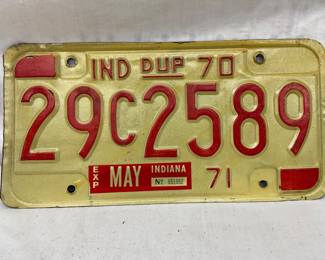 IND DUP 70
29C2589
EXP MAY INDIANA
71